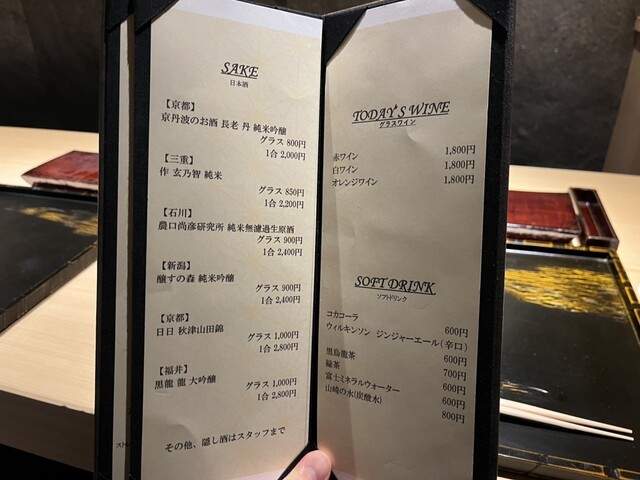 SAKE
日本酒
【京都】
京丹波のお酒 長老 丹 純米吟醸
グラス 800円
1合 2,000円
【三重】
作 玄乃智 純米
グラス 850円
1合 2,200円
【石川】
農口尚彦研究所 純米無濾過生原酒
グラス 900円
1合 2,400円
【新潟】
醸すの森 純米吟醸
グラス 900円
1合 2,400円
【京都】
日日 秋津山田錦
グラス 1,000円
1合 2,800円
【福井】
黒龍 龍 大吟醸
グラス 1,000円
1合 2,800円
その他、隠し酒はスタッフまで
TODAY'S WINE
グラスワイン
赤ワイン 1,800円
白ワイン 1,800円
オレンジワイン 1,800円
SOFT DRINK
ソフトドリンク
コカコーラ 600円
ウィルキンソン ジンジャーエール(辛口)
600円
黒烏龍茶 700円
緑茶 600円
富士ミネラルウォーター 600円
山崎の水(炭酸水) 800円